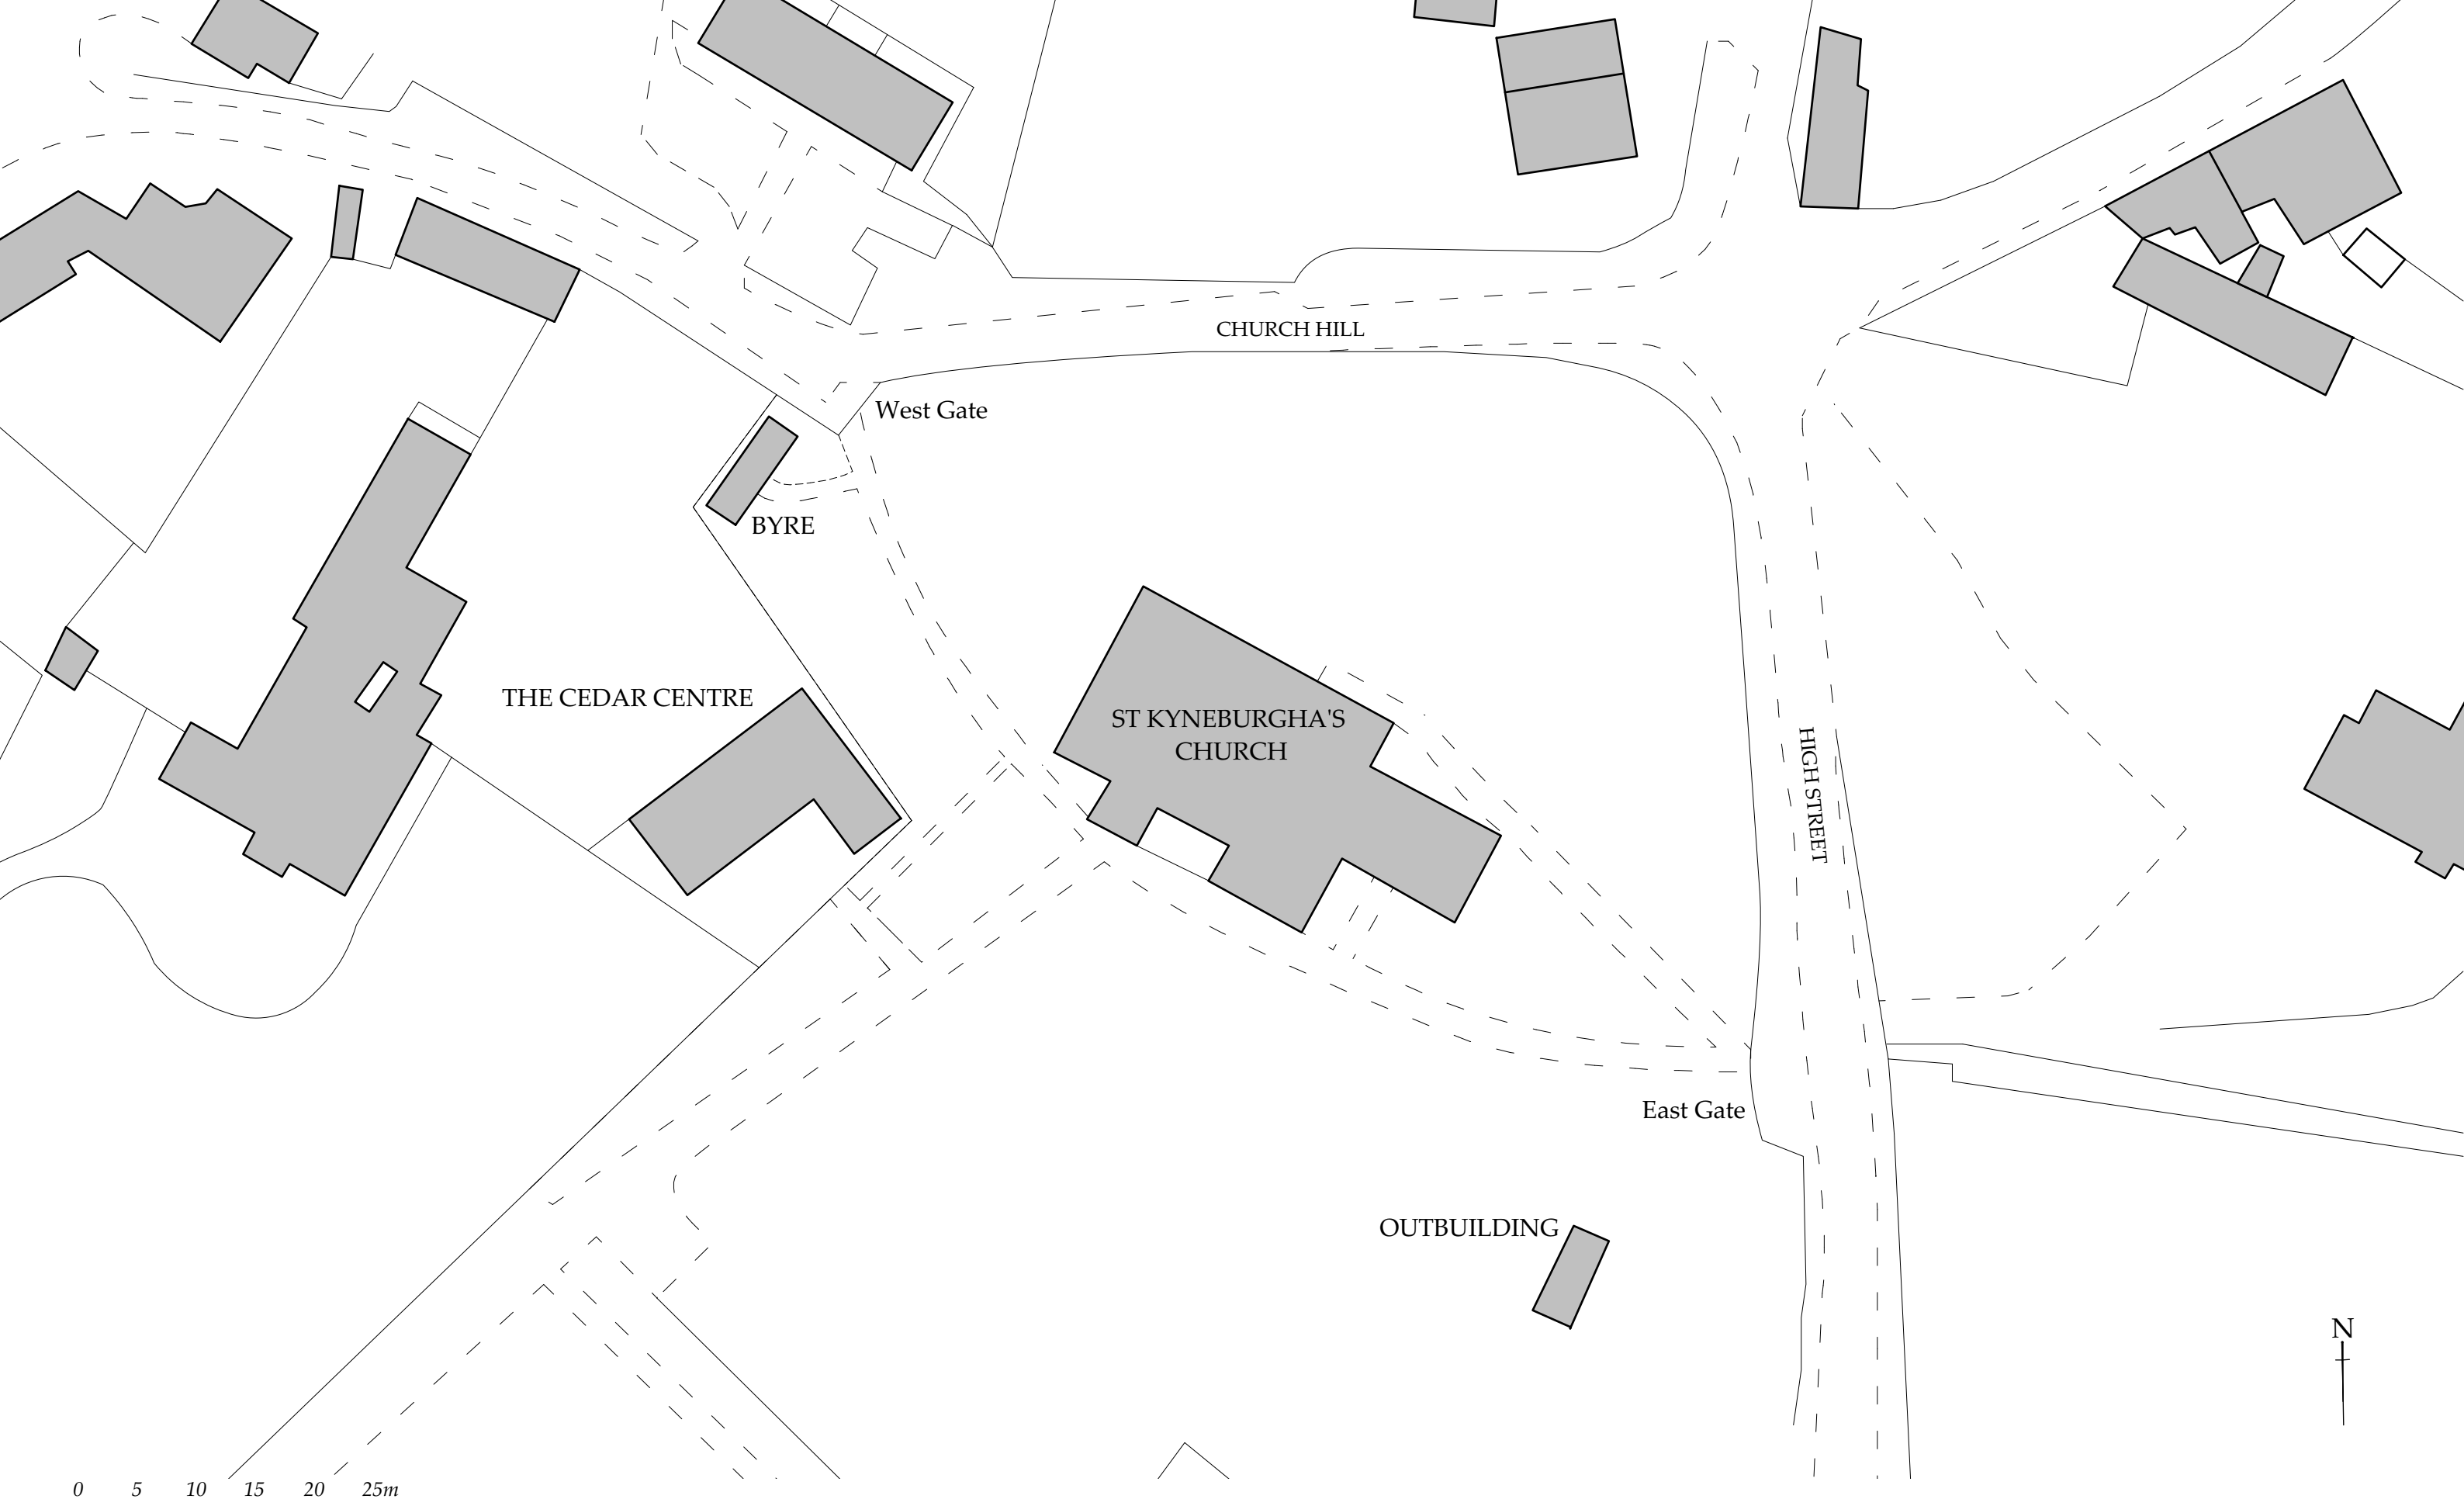 CHURCH HILL
West Gate
BYRE
THE CEDAR CENTRE
ST KYNEBURGHA'S
CHURCH
HIGH STREET
East Gate
OUTBUILDING
N
0 5 10 15 20 25m